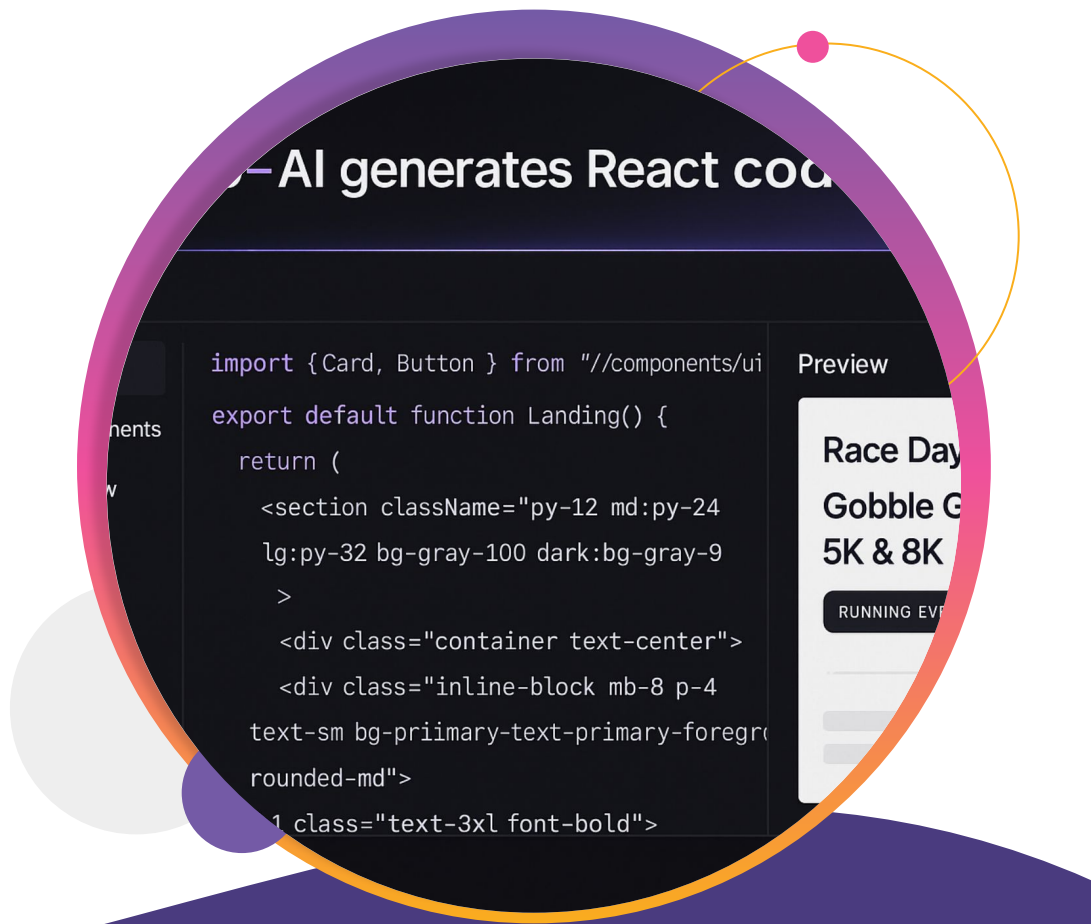 – AI generates React cod
import {Card, Button } from "//components/ui
Preview
export default function Landing() {
return (
<section className="py-12 md:py-24
lg:py-32 bg-gray-100 dark:bg-gray-9
>
<div class="container text-center">
<div class="inline-block mb-8 p-4
text-sm bg-priimary-text-primary-foregr
rounded-md">
1 class="text-3xl font-bold">
nents
w
Race Day
Gobble G
5K & 8K
RUNNING EVE